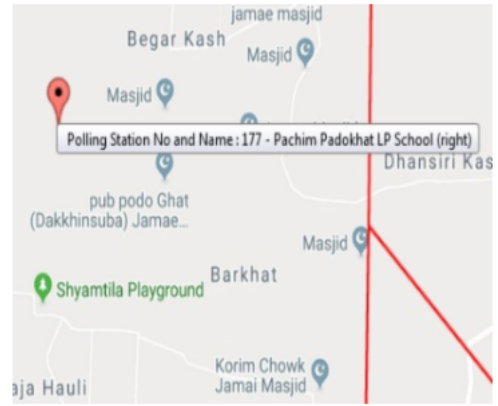 jamae masjid
Begar Kash
Masjid
Masjid
Polling Station No and Name : 177 - Pachim Padokhat LP School (right)
Dhansiri Kas
pub podo Ghat
(Dakkhinsuba) Jamae...
Masjid
Barkhat
Shyamtila Playground
Korim Chowk
Jamai Masjid
aja Hauli